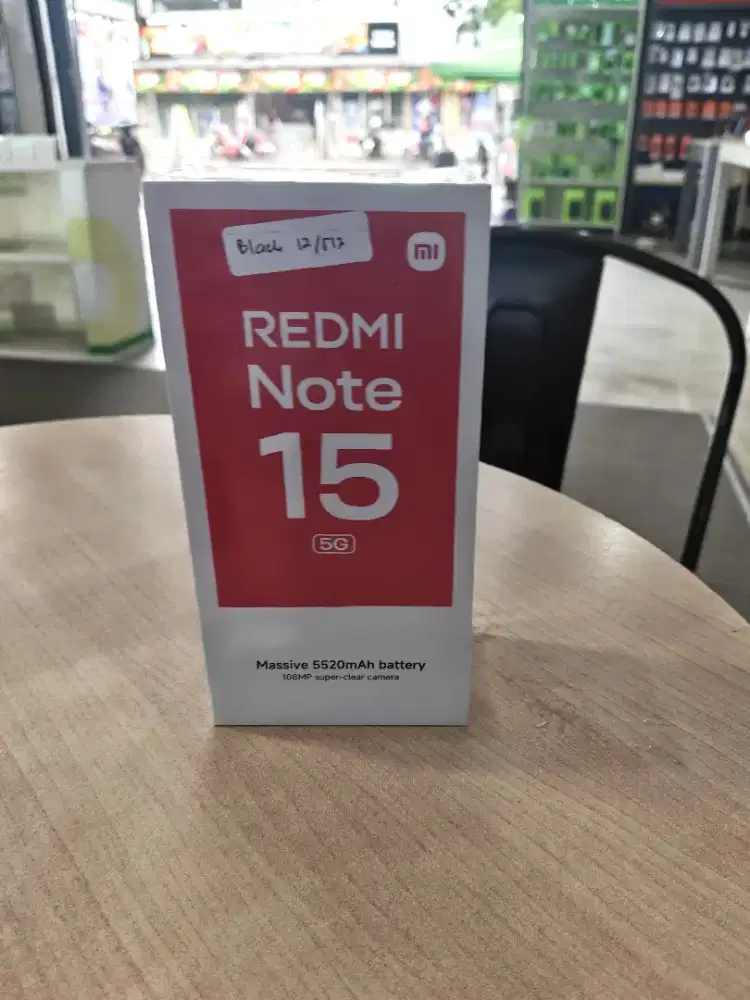 Black 12/512
mi
REDMI
Note
15
5G
Massive 5520mAh battery
108MP super-clear camera